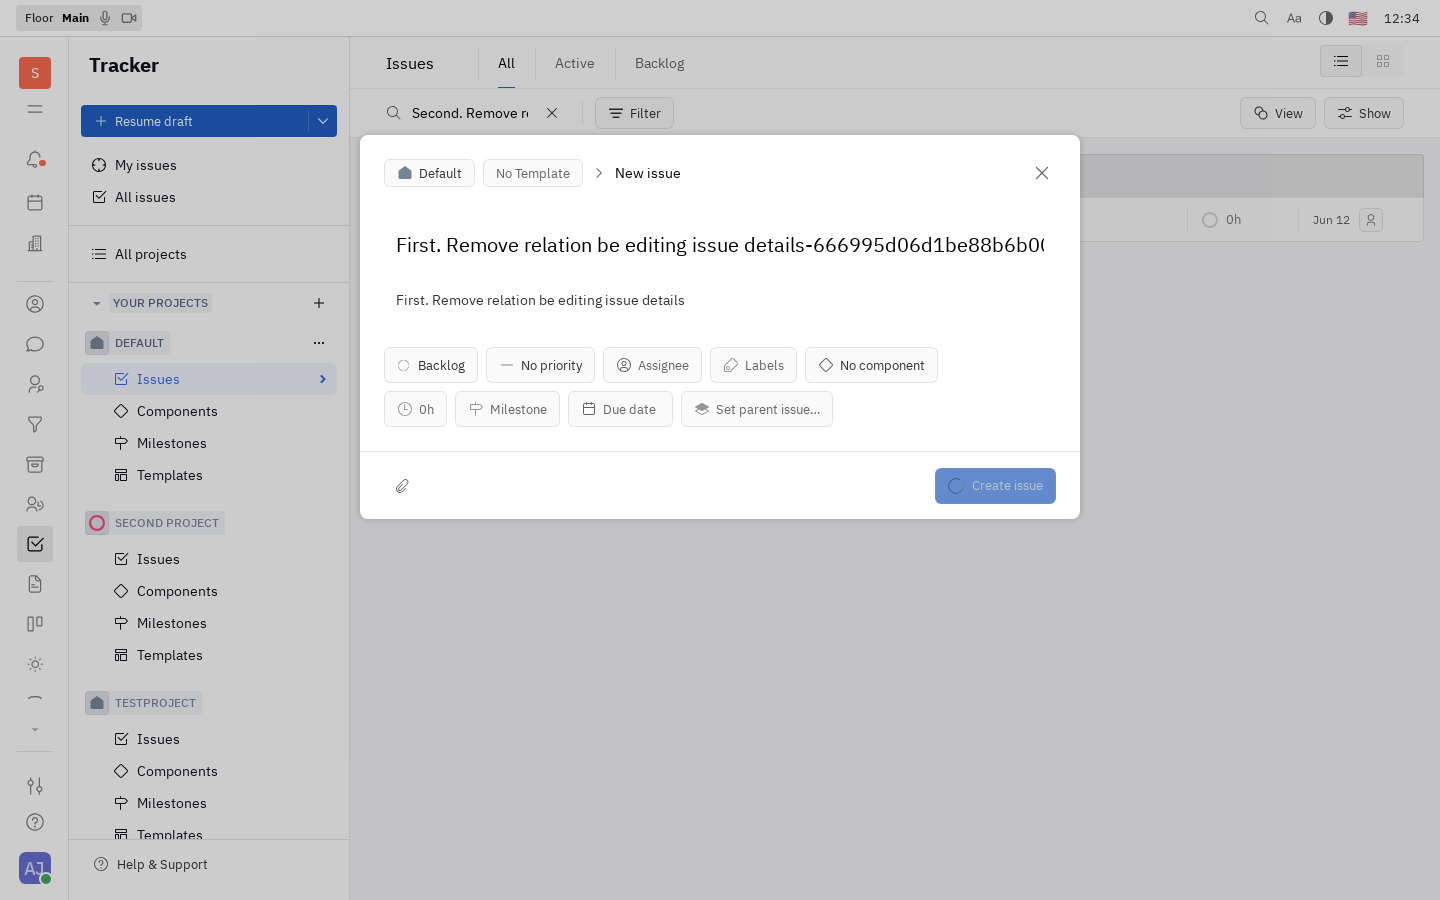 Floor Main
Aa
12:34
S
Tracker
Issues
All
Active
Backlog
Resume draft
Second. Remove
Filter
View
Show
My issues
All issues
Default
No Template
New issue
0h
Jun 12
First. Remove relation be editing issue details-666995d06d1be88b6b00
All projects
YOUR PROJECTS
First. Remove relation be editing issue details
DEFAULT
Issues
Components
Milestones
Templates
Backlog
No priority
Assignee
Labels
No component
0h
Milestone
Due date
Set parent issue...
Create issue
SECOND PROJECT
Issues
Components
Milestones
Templates
TESTPROJECT
Issues
Components
Milestones
Templates
AJ
Help & Support